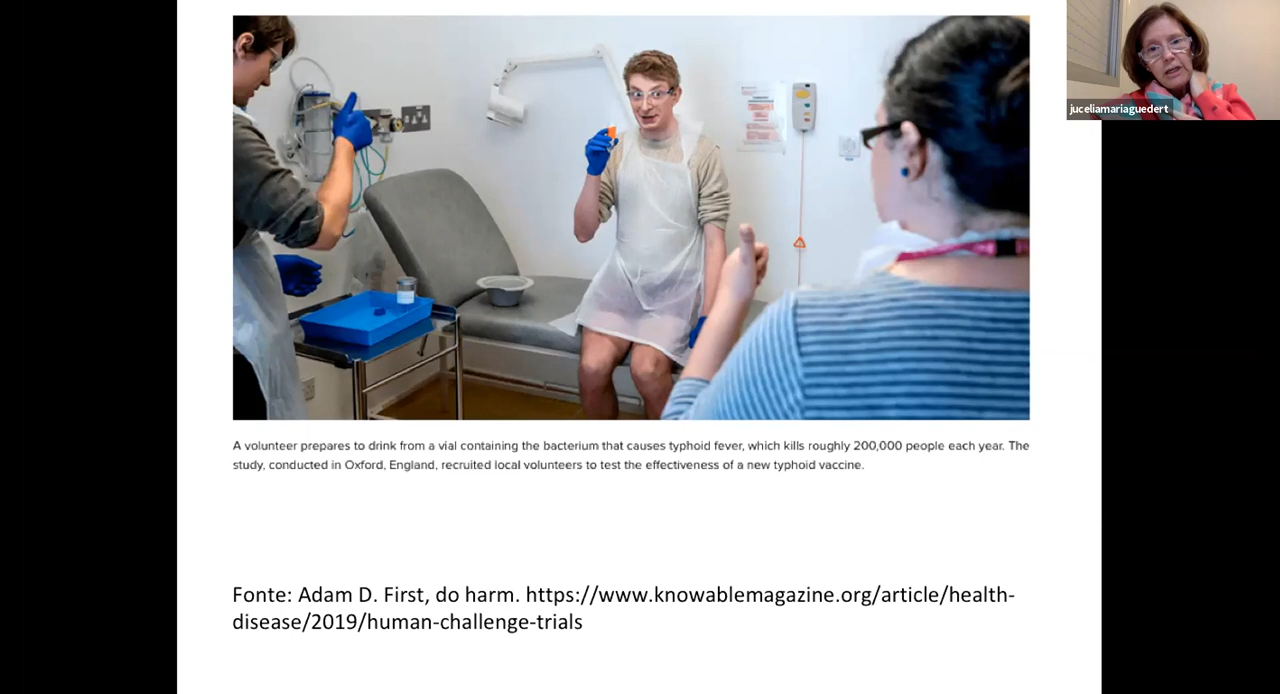 juceliamariaguedert
A volunteer prepares to drink from a vial containing the bacterium that causes typhoid fever, which kills roughly 200,000 people each year. The
study, conducted in Oxford, England, recruited local volunteers to test the effectiveness of a new typhoid vaccine.
Fonte: Adam D. First, do harm. https://www.knowablemagazine.org/article/health-
disease/2019/human-challenge-trials